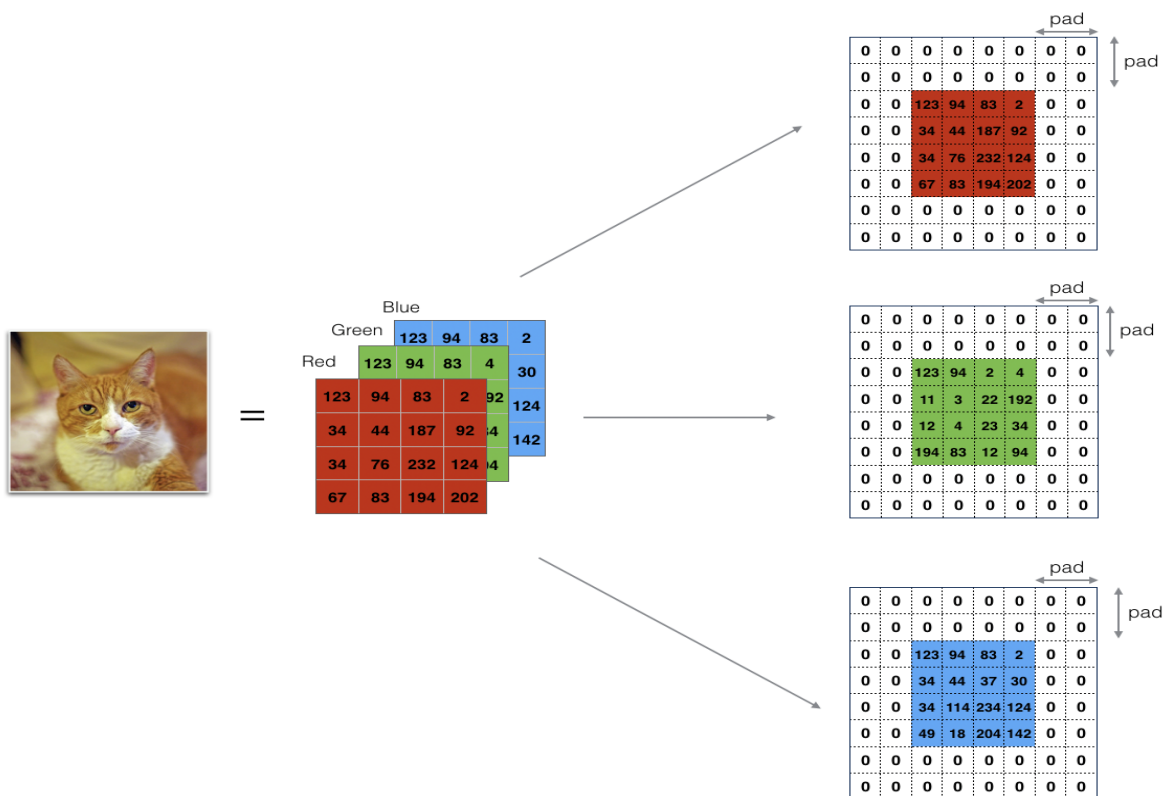 pad
0 0 0 0 0 0 0 0
pad
0 0 0 0 0 0 0 0
0 0 123 94 83 2 0 0
0 0 34 44 187 92 0 0
0 0 34 76 232 124 0 0
0 0 67 83 194 202 0 0
0 0 0 0 0 0 0 0
0 0 0 0 0 0 0 0
Blue
123 94 83 2
30
124
142
Green
123 94 83 4
Red
123 94 83 2
34 44 187 92
34 76 232 124
67 83 194 202
=
pad
0 0 0 0 0 0 0 0
pad
0 0 0 0 0 0 0 0
0 0 123 94 2 4 0 0
0 0 11 3 22 192 0 0
0 0 12 4 23 34 0 0
0 0 194 83 12 94 0 0
0 0 0 0 0 0 0 0
0 0 0 0 0 0 0 0
pad
0 0 0 0 0 0 0 0
pad
0 0 0 0 0 0 0 0
0 0 123 94 83 2 0 0
0 0 34 44 37 30 0 0
0 0 34 114 234 124 0 0
0 0 49 18 204 142 0 0
0 0 0 0 0 0 0 0
0 0 0 0 0 0 0 0